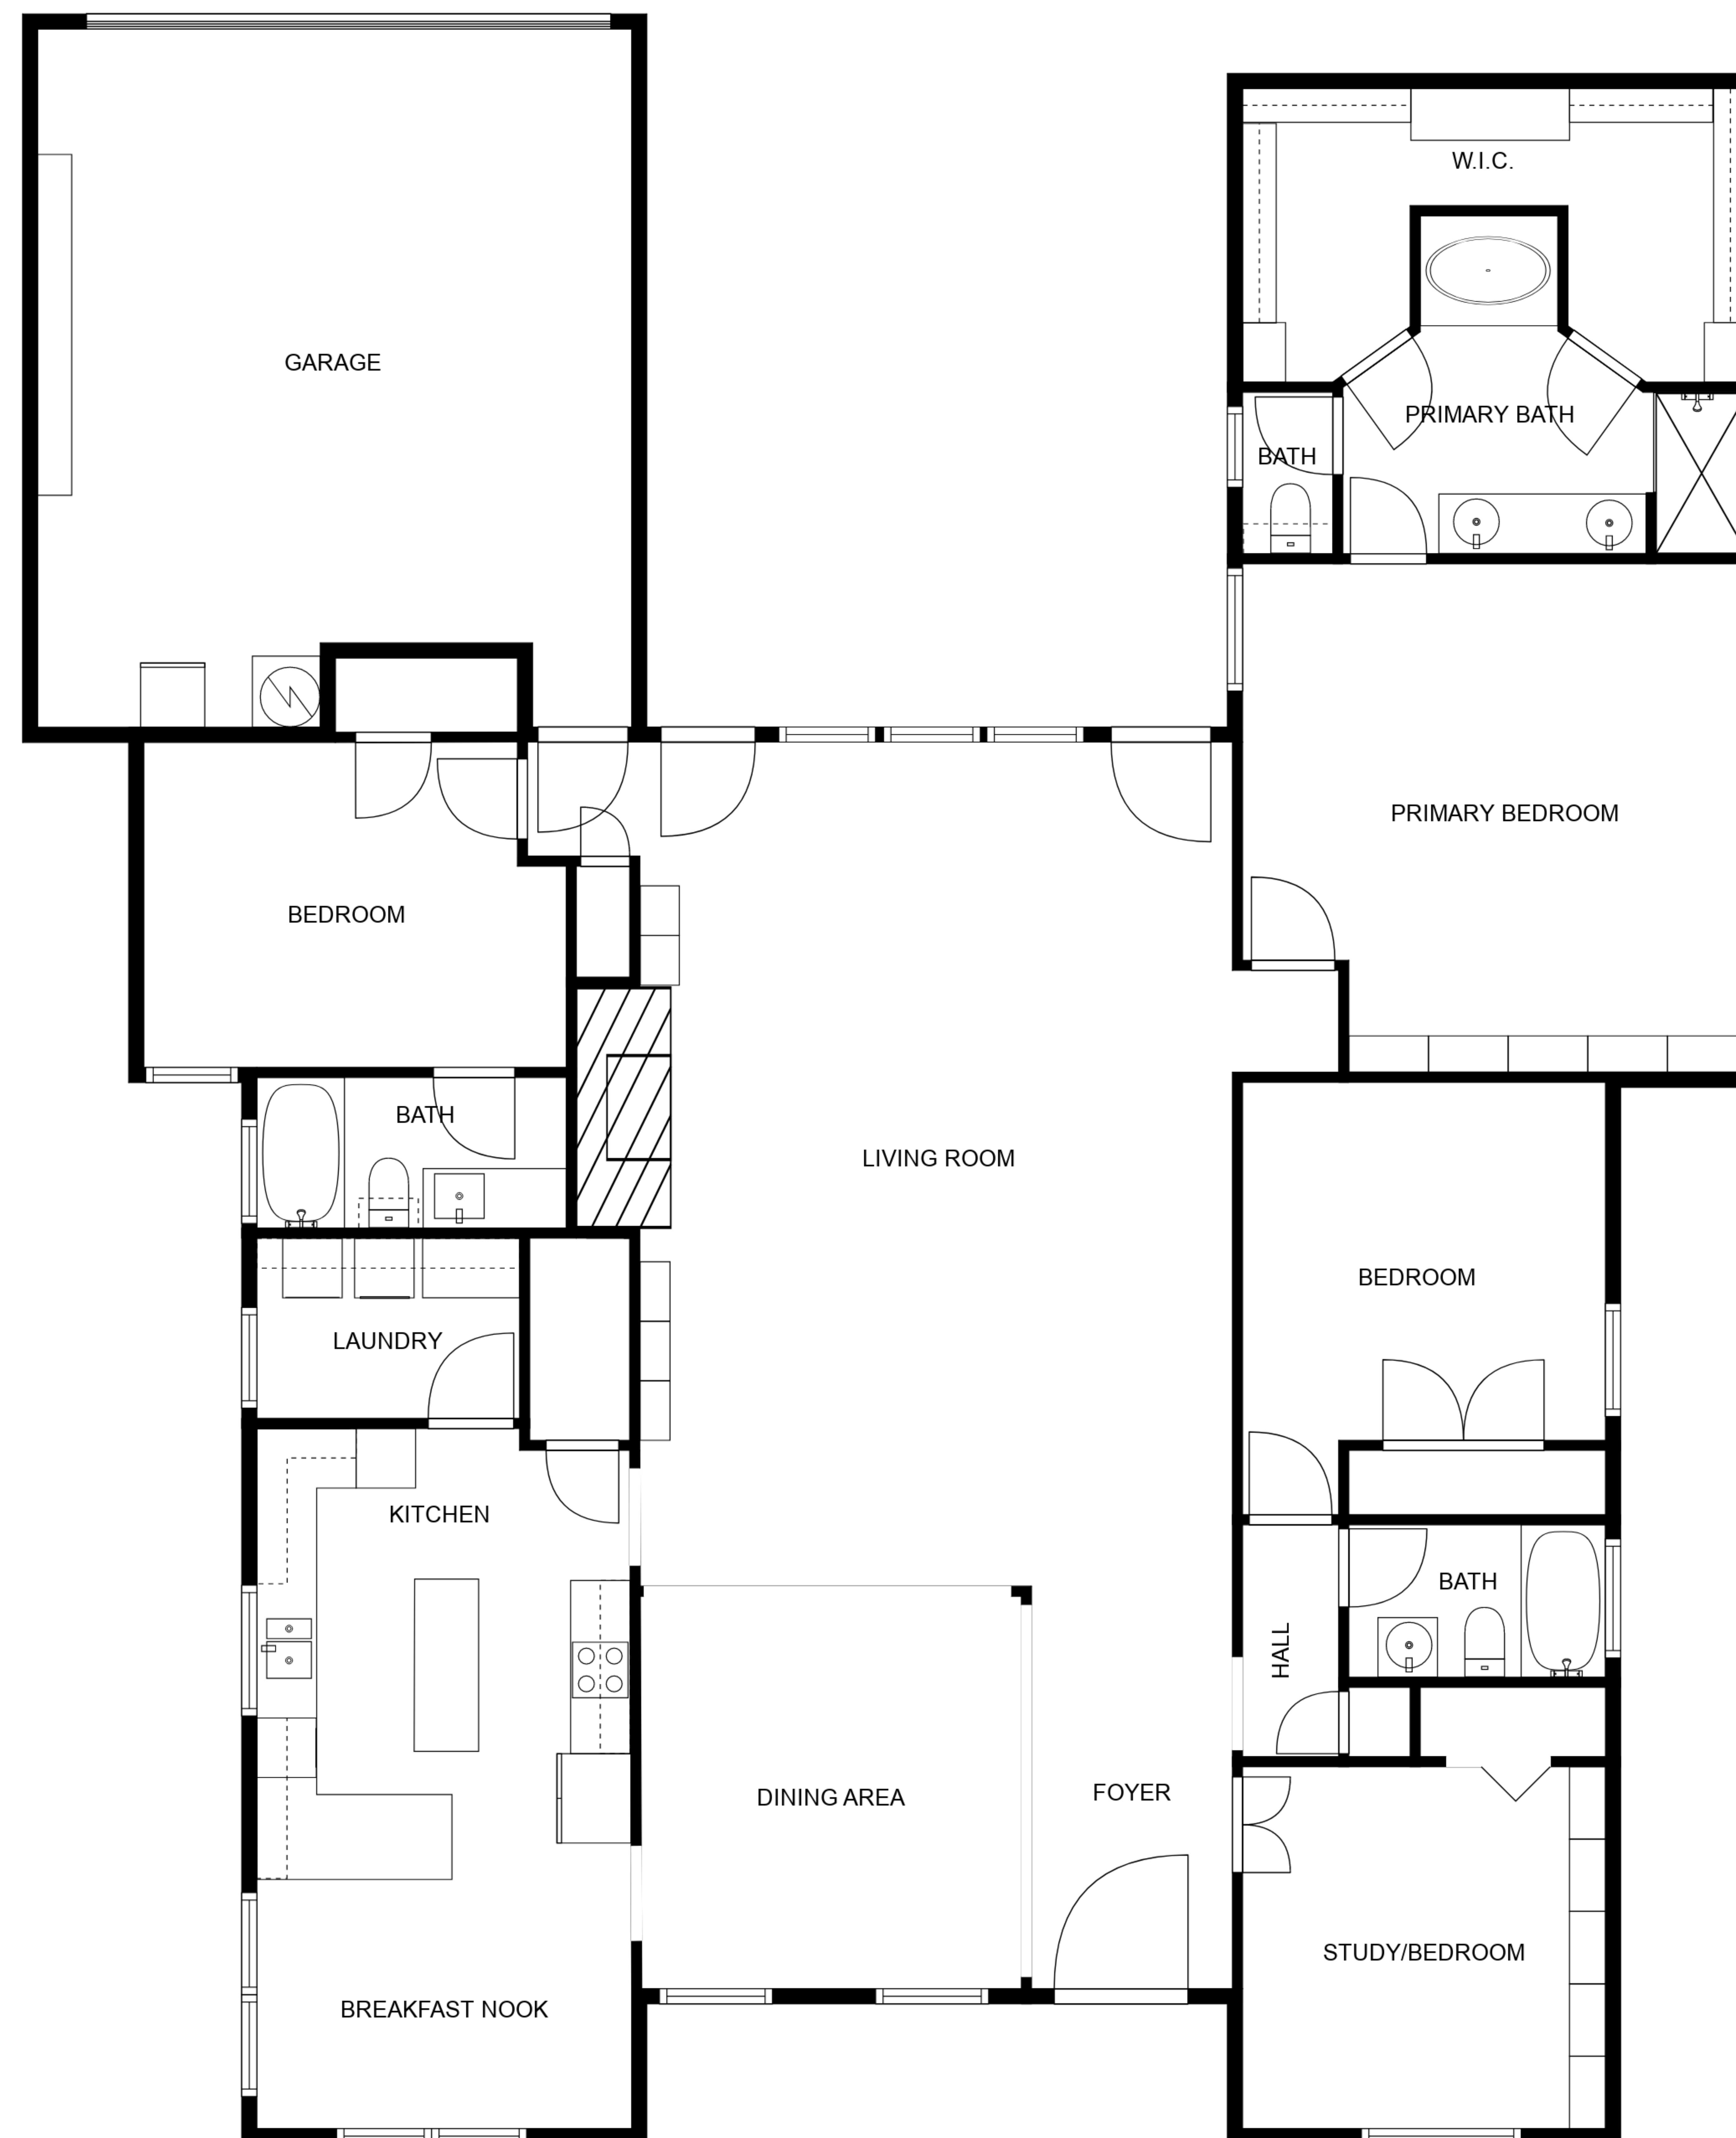 W.I.C.
GARAGE
PRIMARY BATH
BATH
PRIMARY BEDROOM
BEDROOM
BATH
LIVING ROOM
BEDROOM
LAUNDRY
KITCHEN
BATH
HALL
DINING AREA
FOYER
STUDY/BEDROOM
BREAKFAST NOOK